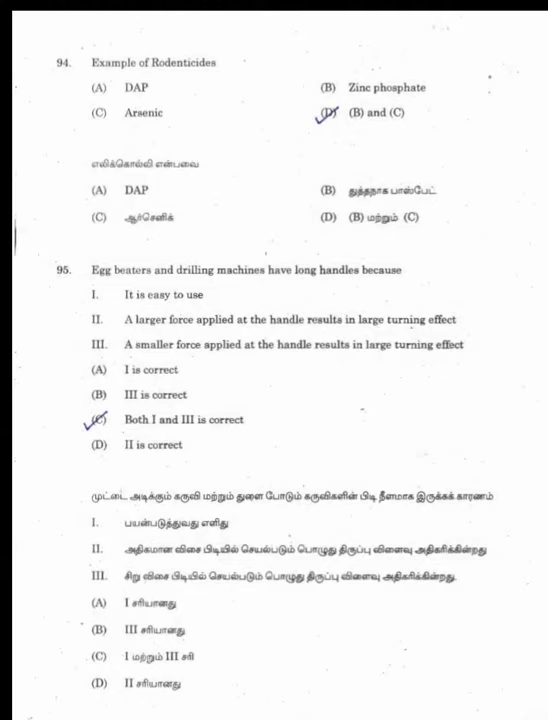 94. Example of Rodenticides
(A) DAP (B) Zinc phosphate
(C) Arsenic (D) (B) and (C)
எலிக்கொல்லி என்பவை
(A) DAP (B) துத்தநாக பாஸ்பேட்
(C) ஆர்செனிக் (D) (B) மற்றும் (C)
95. Egg beaters and drilling machines have long handles because
I. It is easy to use
II. A larger force applied at the handle results in large turning effect
III. A smaller force applied at the handle results in large turning effect
(A) I is correct
(B) III is correct
(C) Both I and III is correct
(D) II is correct
முட்டை அடிக்கும் கருவி மற்றும் துளை போடும் கருவிகளின் பிடி நீளமாக இருக்கக் காரணம்
I. பயன்படுத்துவது எளிது
II. அதிகமான விசை பிடியில் செயல்படும் பொழுது திருப்பு விளைவு அதிகரிக்கின்றது
III. சிறு விசை பிடியில் செயல்படும் பொழுது திருப்பு விளைவு அதிகரிக்கின்றது.
(A) I சரியானது
(B) III சரியானது
(C) I மற்றும் III சரி
(D) II சரியானது